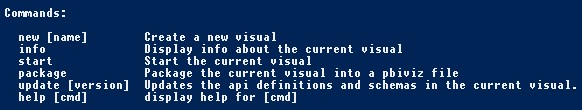 Commands:
new [name] Create a new visual
info Display info about the current visual
start Start the current visual
package Package the current visual into a pbiviz file
update [version] Updates the api definitions and schemas in the current visual.
help [cmd] display help for [cmd]